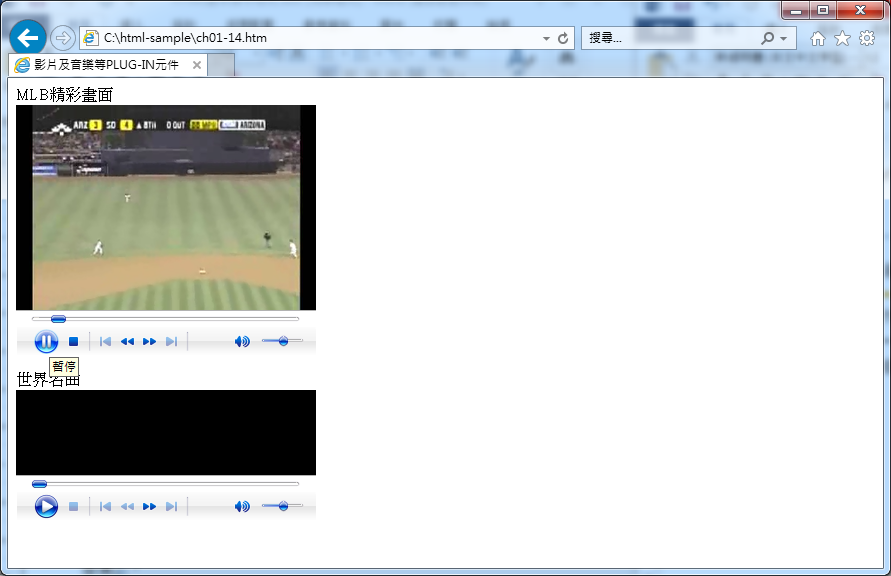 C:\html-sample\ch01-14.htm
搜尋...
影片及音樂等PLUG-IN元件
MLB精彩畫面
ARZ 3 SD 4 ▲ 8TH 0 OUT MPH ARIZONA
暫停
世界名曲